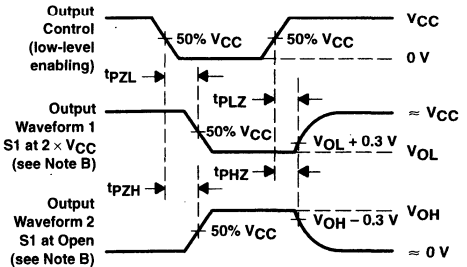 Output
Control
(low-level
enabling)
50% VCC
50% VCC
VCC
0 V
tPZL
tPLZ
Output
Waveform 1
S1 at 2 × VCC
(see Note B)
50% VCC
≈ VCC
VOL + 0.3 V
VOL
tPZH
tPHZ
Output
Waveform 2
S1 at Open
(see Note B)
50% VCC
VOH
VOH − 0.3 V
≈ 0 V